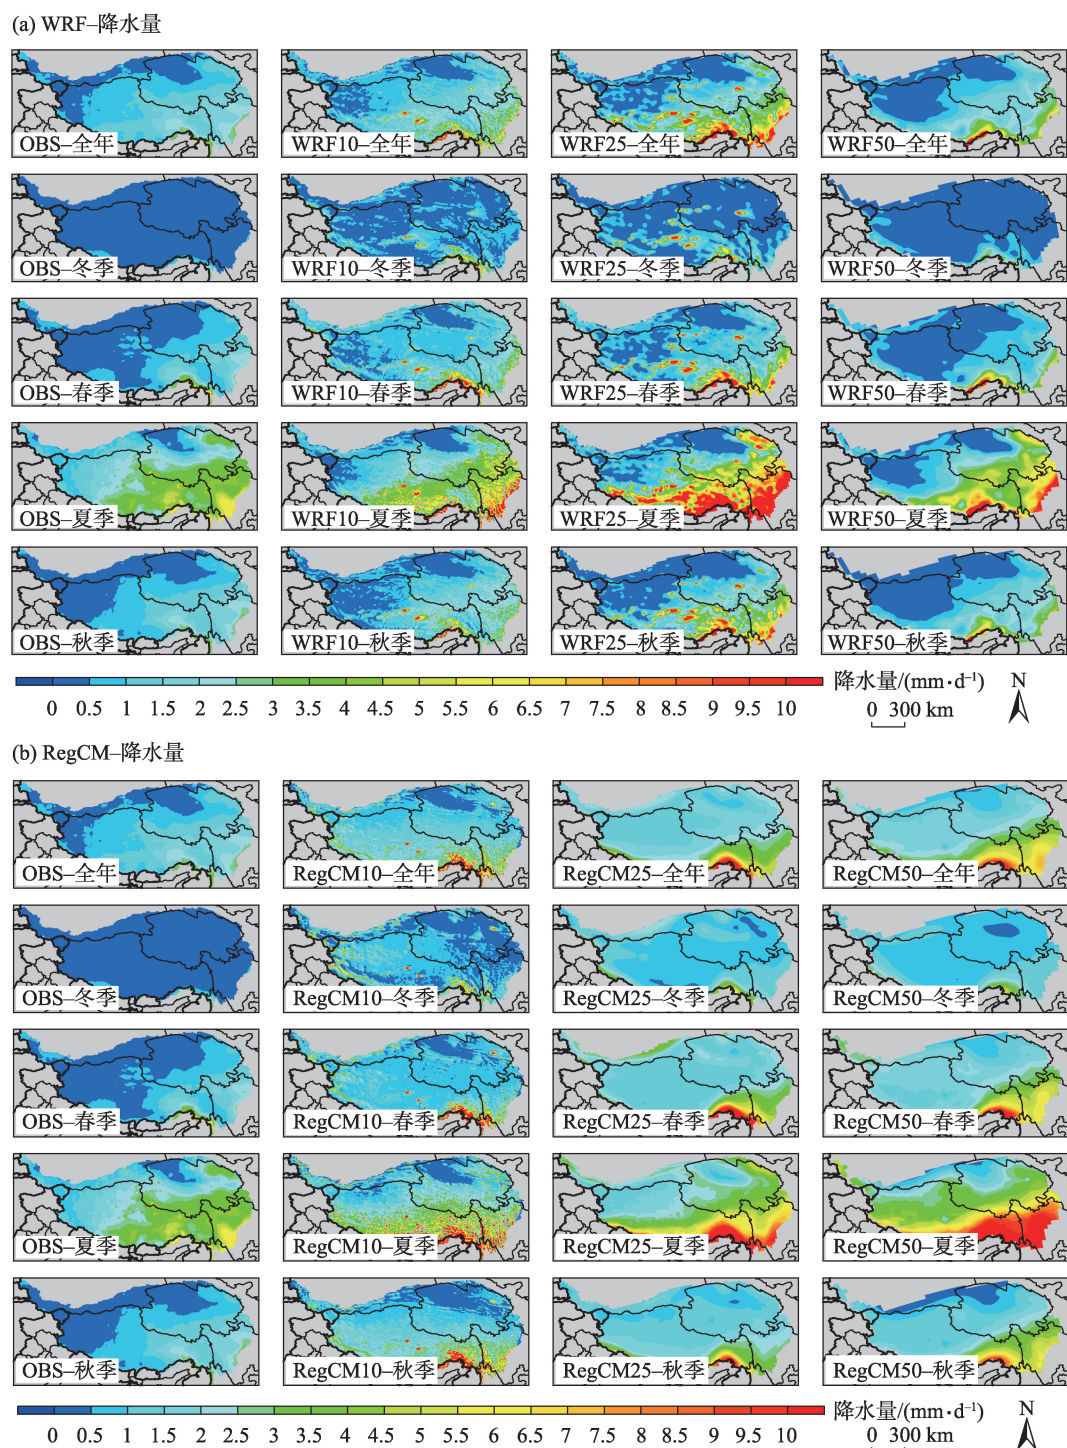 (a) WRF–降水量
OBS–全年 WRF10–全年 WRF25–全年 WRF50–全年
OBS–冬季 WRF10–冬季 WRF25–冬季 WRF50–冬季
OBS–春季 WRF10–春季 WRF25–春季 WRF50–春季
OBS–夏季 WRF10–夏季 WRF25–夏季 WRF50–夏季
OBS–秋季 WRF10–秋季 WRF25–秋季 WRF50–秋季
降水量/(mm·d⁻¹) N
0 0.5 1 1.5 2 2.5 3 3.5 4 4.5 5 5.5 6 6.5 7 7.5 8 8.5 9 9.5 10 0 300 km
(b) RegCM–降水量
OBS–全年 RegCM10–全年 RegCM25–全年 RegCM50–全年
OBS–冬季 RegCM10–冬季 RegCM25–冬季 RegCM50–冬季
OBS–春季 RegCM10–春季 RegCM25–春季 RegCM50–春季
OBS–夏季 RegCM10–夏季 RegCM25–夏季 RegCM50–夏季
OBS–秋季 RegCM10–秋季 RegCM25–秋季 RegCM50–秋季
降水量/(mm·d⁻¹) N
0 0.5 1 1.5 2 2.5 3 3.5 4 4.5 5 5.5 6 6.5 7 7.5 8 8.5 9 9.5 10 0 300 km